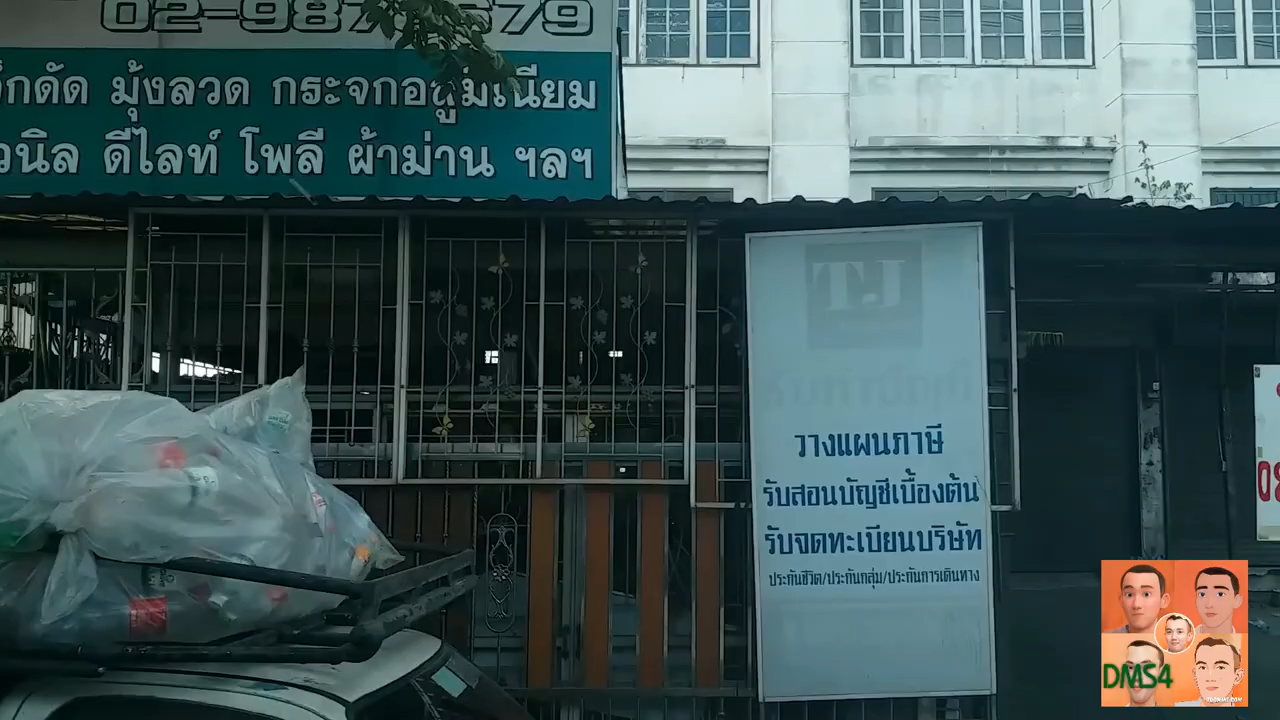 มุ้งลวด กระจกอลูมิเนียม
ดีไลท์ โพลี ผ้าม่าน ฯลฯ
TJ
วางแผนภาษี
รับสอนบัญชีเบื้องต้น
รับจดทะเบียนบริษัท
ประกันชีวิต/ประกันกลุ่ม/ประกันการเดินทาง
DMS4